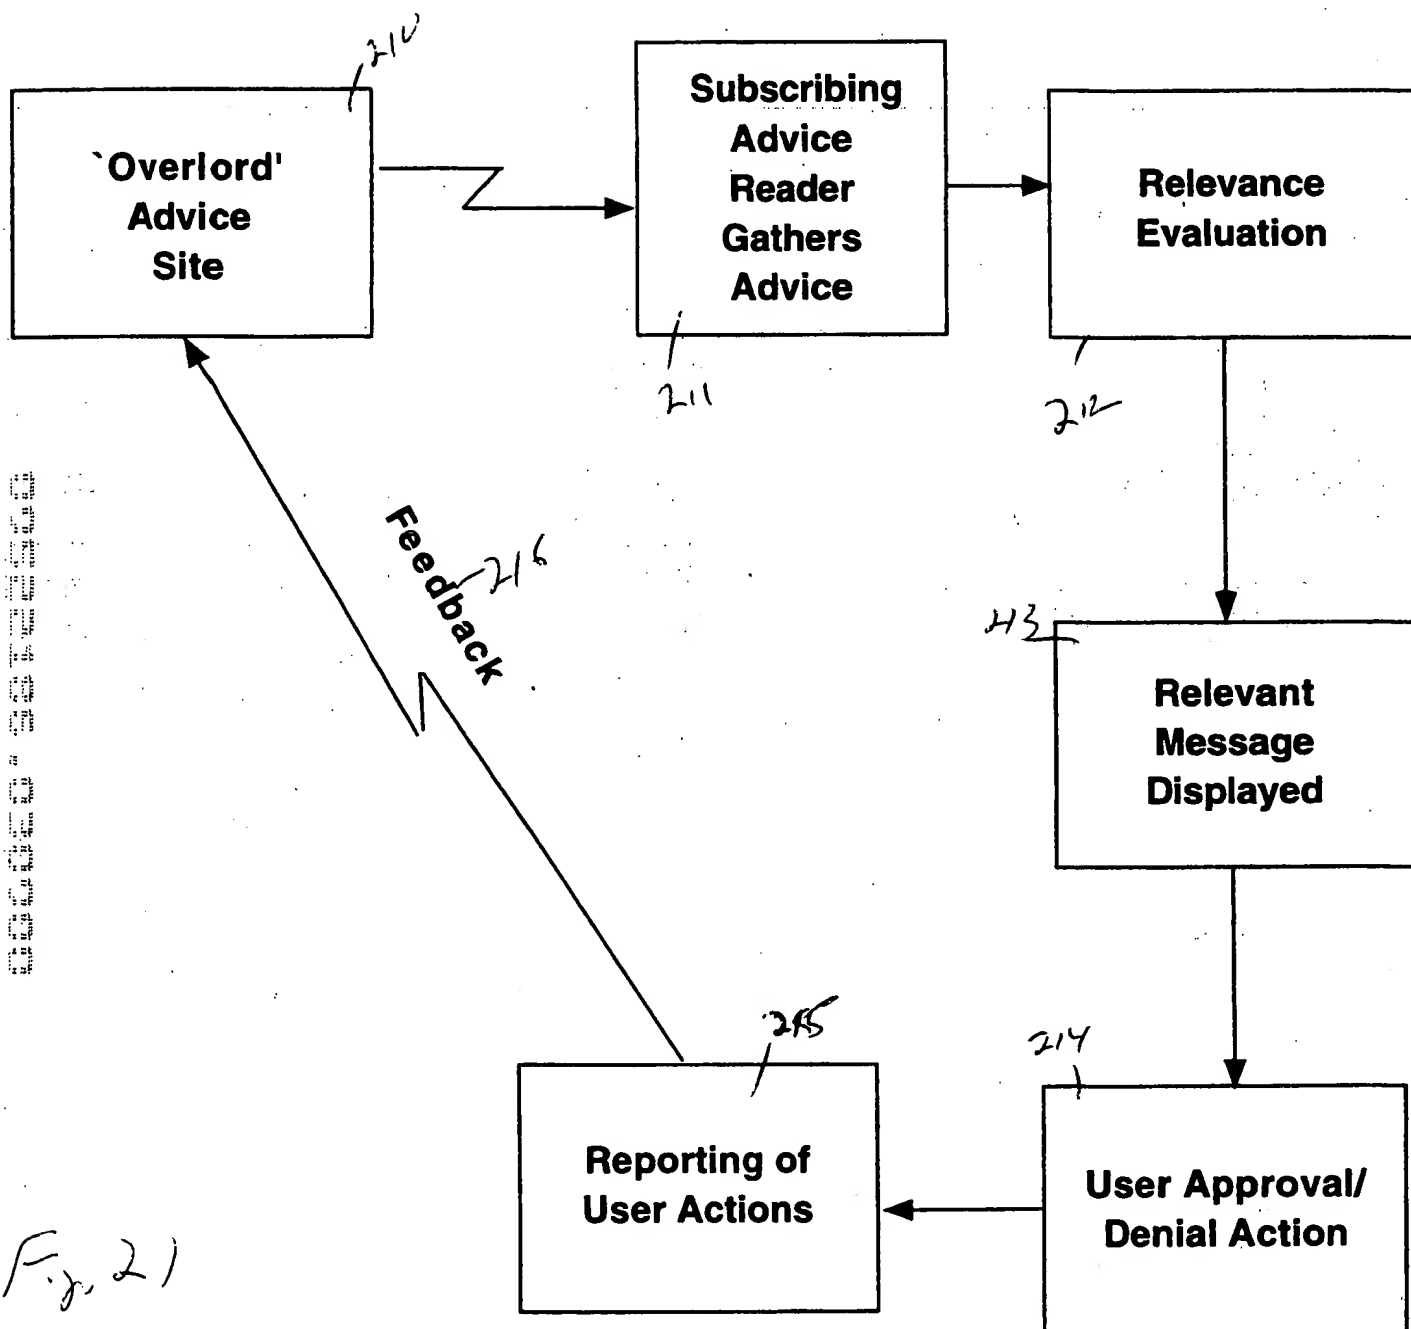 210
`Overlord'
Advice
Site
Subscribing
Advice
Reader
Gathers
Advice
211
Relevance
Evaluation
212
Feedback
216
213
Relevant
Message
Displayed
214
User Approval/
Denial Action
215
Reporting of
User Actions
Fig. 21